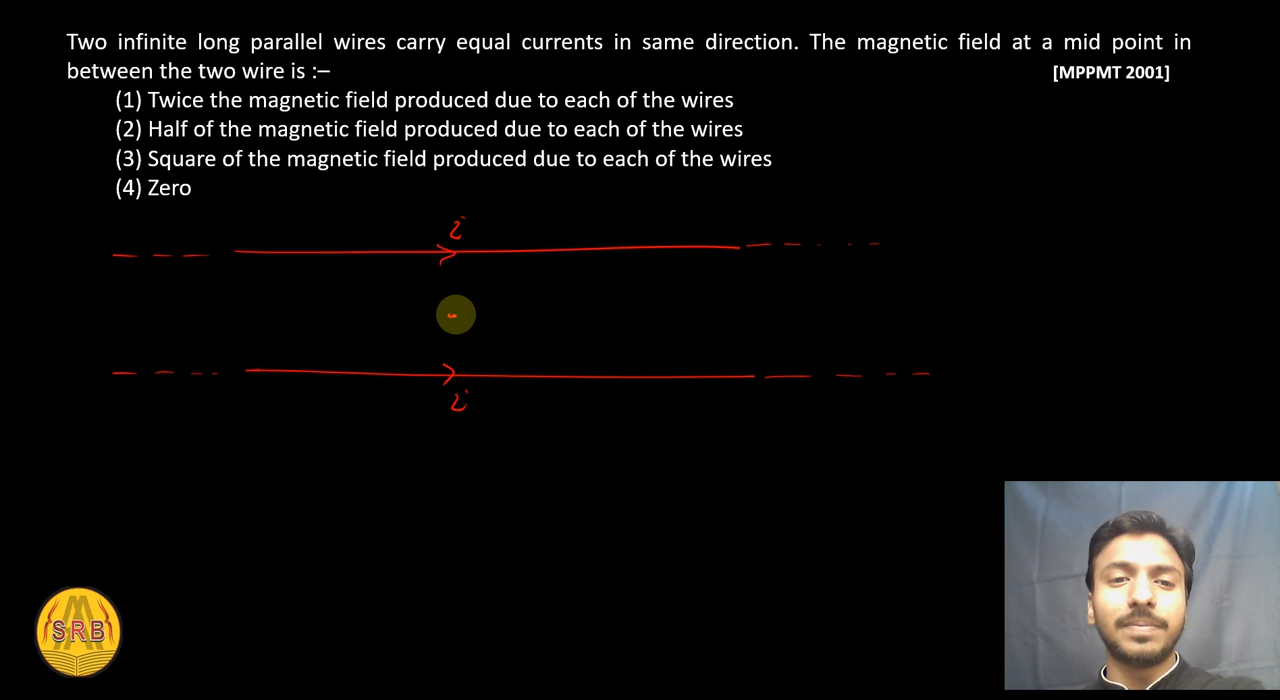 Two infinite long parallel wires carry equal currents in same direction. The magnetic field at a mid point in
between the two wire is :– [MPPMT 2001]
(1) Twice the magnetic field produced due to each of the wires
(2) Half of the magnetic field produced due to each of the wires
(3) Square of the magnetic field produced due to each of the wires
(4) Zero
i
i
SRB